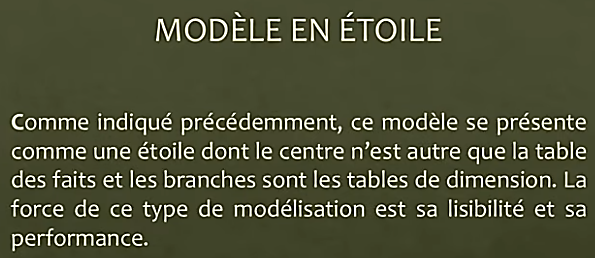 MODÈLE EN ÉTOILE
Comme indiqué précédemment, ce modèle se présente
comme une étoile dont le centre n’est autre que la table
des faits et les branches sont les tables de dimension. La
force de ce type de modélisation est sa lisibilité et sa
performance.